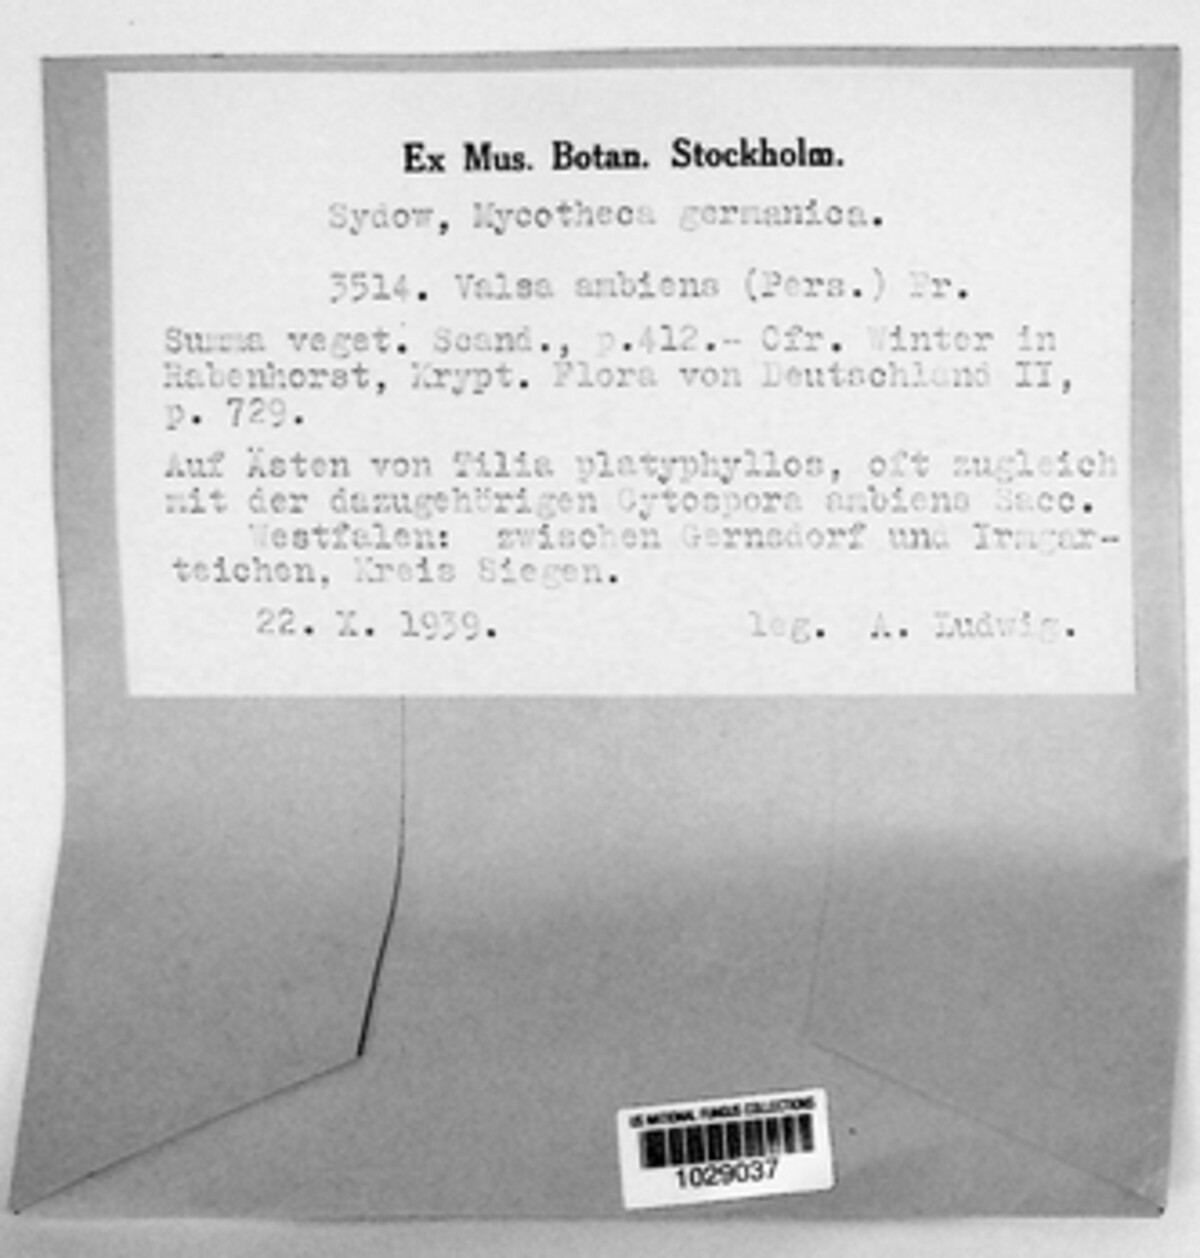 Ex Mus. Botan. Stockholm.
Sydow, Mycotheca germanica.
3514. Valsa ambiens (Pers.) Fr.
Summa veget. Scand., p.412.- Cfr. Winter in
Rabenhorst, Krypt. Flora von Deutschland II,
p. 729.
Auf Ästen von Tilia platyphyllos, oft zugleich
mit der dazugehörigen Cytospora ambiens Sacc.
Westfalen: zwischen Gernsdorf und Irmgar-
teichen, Kreis Siegen.
22. X. 1939. leg. A. Ludwig.
US NATIONAL FUNGUS COLLECTIONS
1029037